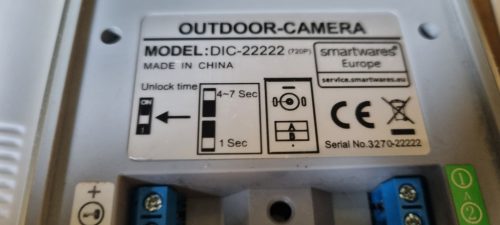 OUTDOOR-CAMERA
MODEL:DIC-22222 (720P)
MADE IN CHINA
smartwares®
Europe
service.smartwares.eu
Unlock time
ON
1
4~7 Sec
1 Sec
A
B
CE
Serial No.3270-22222
+
1
2